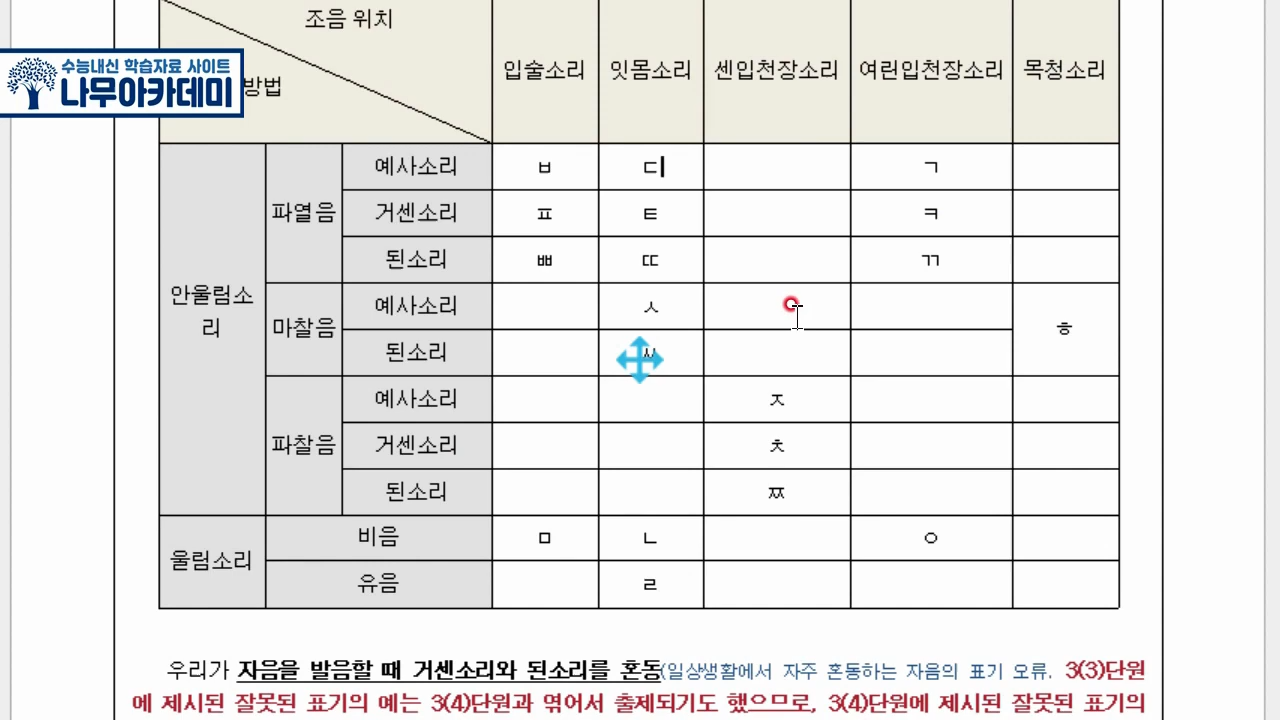 조음 위치
수능내신 학습자료 사이트
나무아카데미
방법
입술소리 잇몸소리 센입천장소리 여린입천장소리 목청소리
안울림소리 파열음 예사소리 ㅂ ㄷ ㄱ
거센소리 ㅍ ㅌ ㅋ
된소리 ㅃ ㄸ ㄲ
마찰음 예사소리 ㅅ ㅎ
된소리 ㅆ
파찰음 예사소리 ㅈ
거센소리 ㅊ
된소리 ㅉ
울림소리 비음 ㅁ ㄴ ㅇ
유음 ㄹ
우리가 자음을 발음할 때 거센소리와 된소리를 혼동(일상생활에서 자주 혼동하는 자음의 표기 오류. 3(3)단원
에 제시된 잘못된 표기의 예는 3(4)단원과 엮어서 출제되기도 했으므로, 3(4)단원에 제시된 잘못된 표기의